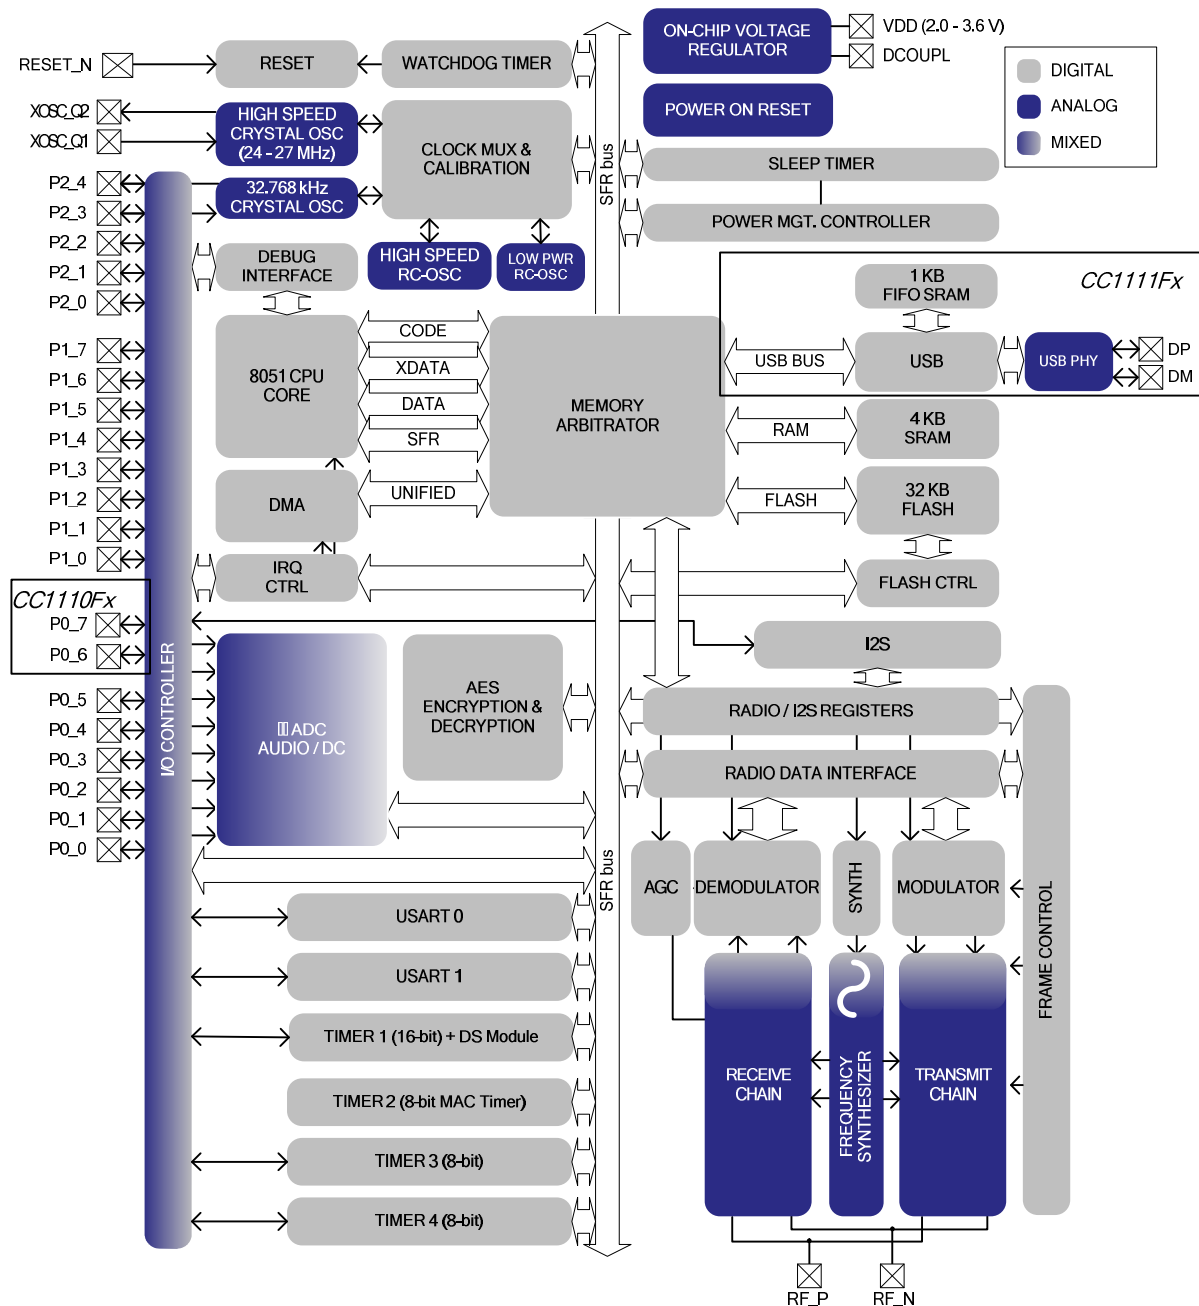 RESET_N
RESET
WATCHDOG TIMER
ON-CHIP VOLTAGE
REGULATOR
VDD (2.0 - 3.6 V)
DCOUPL
DIGITAL
ANALOG
MIXED
XOSC_Q2
XOSC_Q1
HIGH SPEED
CRYSTAL OSC
(24 - 27 MHz)
CLOCK MUX &
CALIBRATION
POWER ON RESET
SFR bus
SLEEP TIMER
POWER MGT. CONTROLLER
P2_4
P2_3
P2_2
P2_1
P2_0
32.768 kHz
CRYSTAL OSC
DEBUG
INTERFACE
HIGH SPEED
RC-OSC
LOW PWR
RC-OSC
1 KB
FIFO SRAM
CC1111Fx
USB BUS
USB
USB PHY
DP
DM
P1_7
P1_6
P1_5
P1_4
P1_3
P1_2
P1_1
P1_0
8051 CPU
CORE
CODE
XDATA
DATA
SFR
UNIFIED
MEMORY
ARBITRATOR
RAM
4 KB
SRAM
FLASH
32 KB
FLASH
DMA
IRQ
CTRL
FLASH CTRL
CC1110Fx
P0_7
P0_6
P0_5
P0_4
P0_3
P0_2
P0_1
P0_0
I/O CONTROLLER
ADC
AUDIO / DC
AES
ENCRYPTION &
DECRYPTION
I2S
RADIO / I2S REGISTERS
RADIO DATA INTERFACE
SFR bus
AGC
DEMODULATOR
SYNTH
MODULATOR
FRAME CONTROL
USART 0
USART 1
TIMER 1 (16-bit) + DS Module
TIMER 2 (8-bit MAC Timer)
TIMER 3 (8-bit)
TIMER 4 (8-bit)
RECEIVE
CHAIN
FREQUENCY
SYNTHESIZER
TRANSMIT
CHAIN
RF_P
RF_N